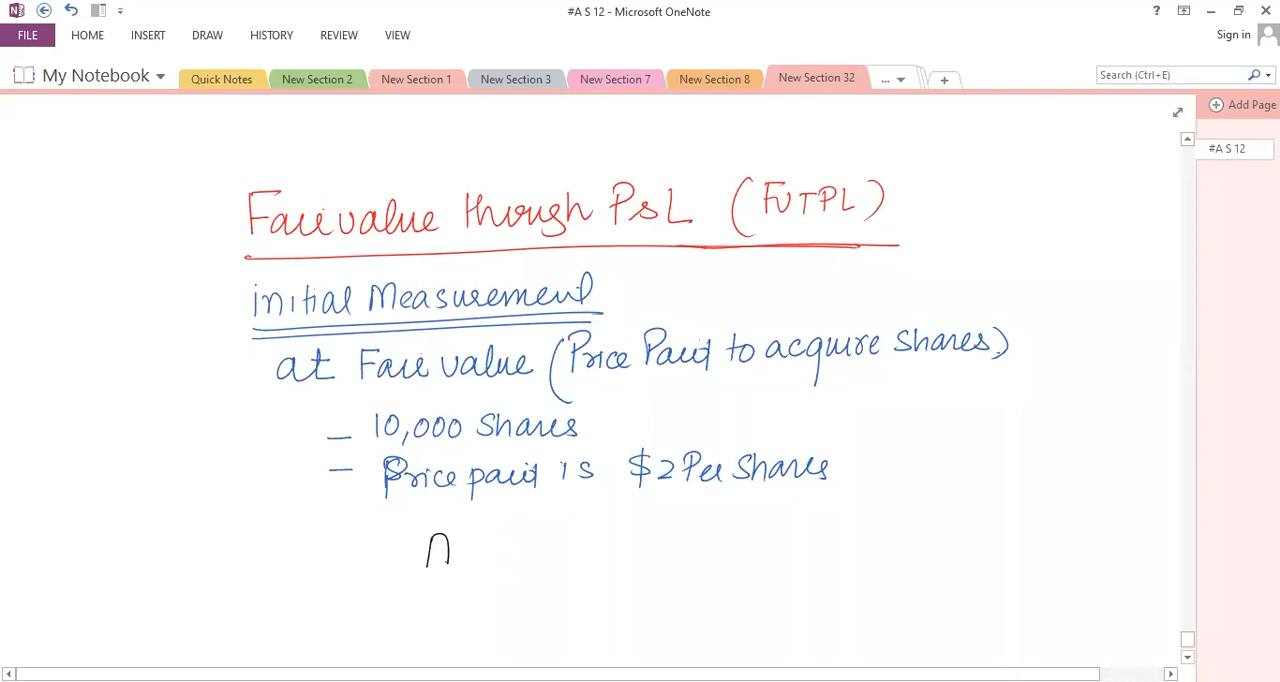 #A S 12 - Microsoft OneNote
FILE HOME INSERT DRAW HISTORY REVIEW VIEW
Sign in
My Notebook
Quick Notes New Section 2 New Section 1 New Section 3 New Section 7 New Section 8 New Section 32 ...
Search (Ctrl+E)
Add Page
#A S 12
Fair value through P&L (FVTPL)
initial Measurement
at Fair value (Price Paid to acquire shares)
- 10,000 Shares
- Price paid is $2 Per Shares